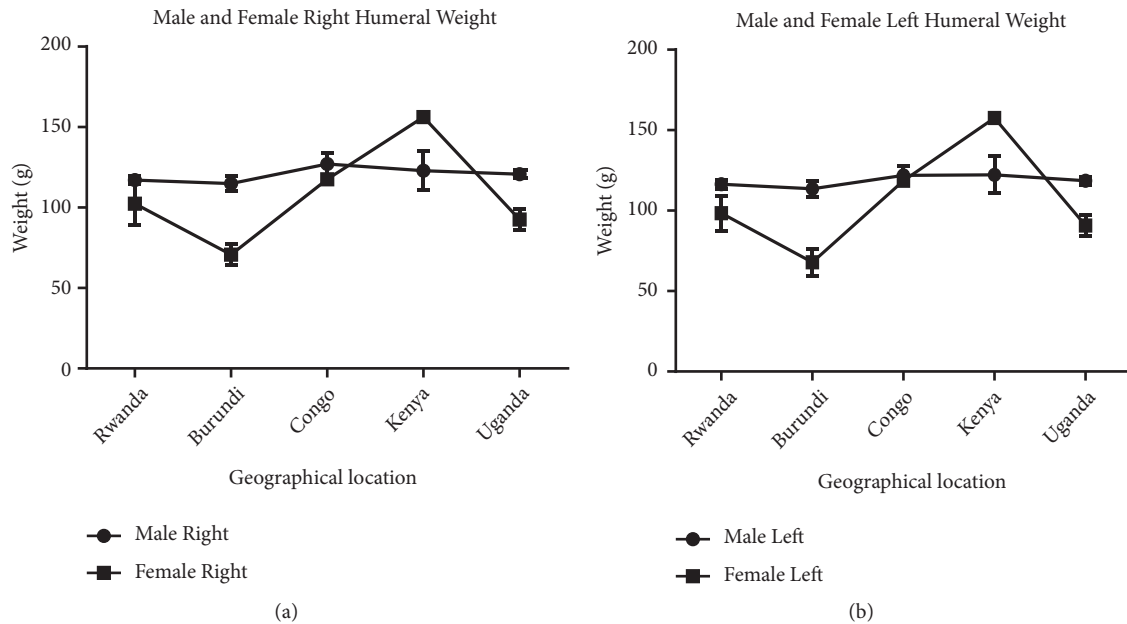 Male and Female Right Humeral Weight
200
150
100
50
0
Weight (g)
Rwanda
Burundi
Congo
Kenya
Uganda
Geographical location
Male Right
Female Right
(a)
Male and Female Left Humeral Weight
200
150
100
50
0
Weight (g)
Rwanda
Burundi
Congo
Kenya
Uganda
Geographical location
Male Left
Female Left
(b)